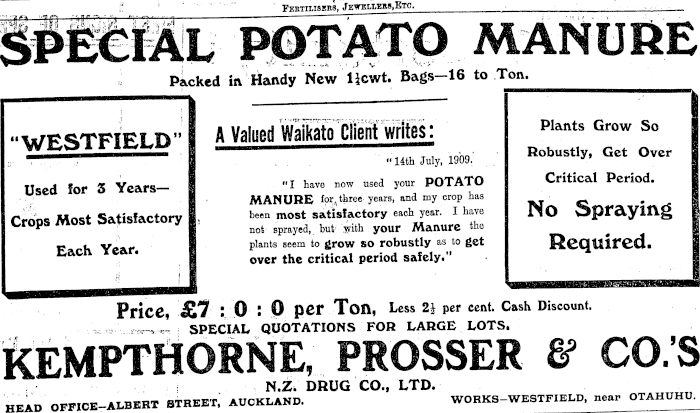 FERTILISERS, JEWELLERS, ETC.
SPECIAL POTATO MANURE
Packed in Handy New 1¼cwt. Bags—16 to Ton.
"WESTFIELD"
Used for 3 Years—
Crops Most Satisfactory
Each Year.
A Valued Waikato Client writes:
"14th July, 1909.
"I have now used your POTATO
MANURE for three years, and my crop has
been most satisfactory each year. I have
not sprayed, but with your Manure the
plants seem to grow so robustly as to get
over the critical period safely."
Plants Grow So
Robustly, Get Over
Critical Period.
No Spraying
Required.
Price, £7 : 0 : 0 per Ton, Less 2½ per cent. Cash Discount.
SPECIAL QUOTATIONS FOR LARGE LOTS.
KEMPTHORNE, PROSSER & CO.'S
N.Z. DRUG CO., LTD.
HEAD OFFICE—ALBERT STREET, AUCKLAND.
WORKS—WESTFIELD, near OTAHUHU.